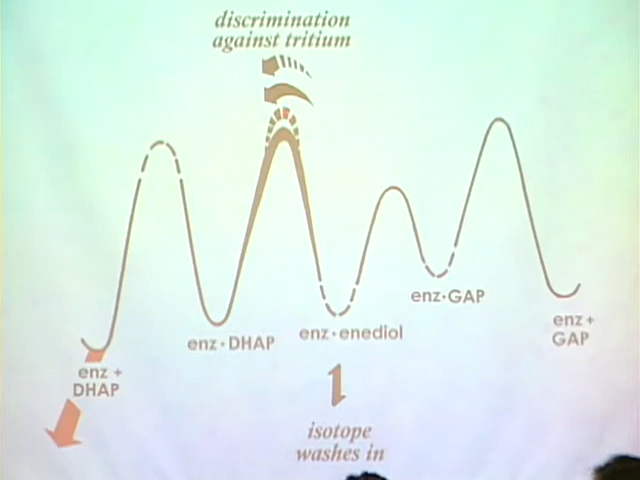 discrimination
against tritium
enz•GAP
enz•DHAP
enz•enediol
enz +
GAP
enz +
DHAP
isotope
washes in